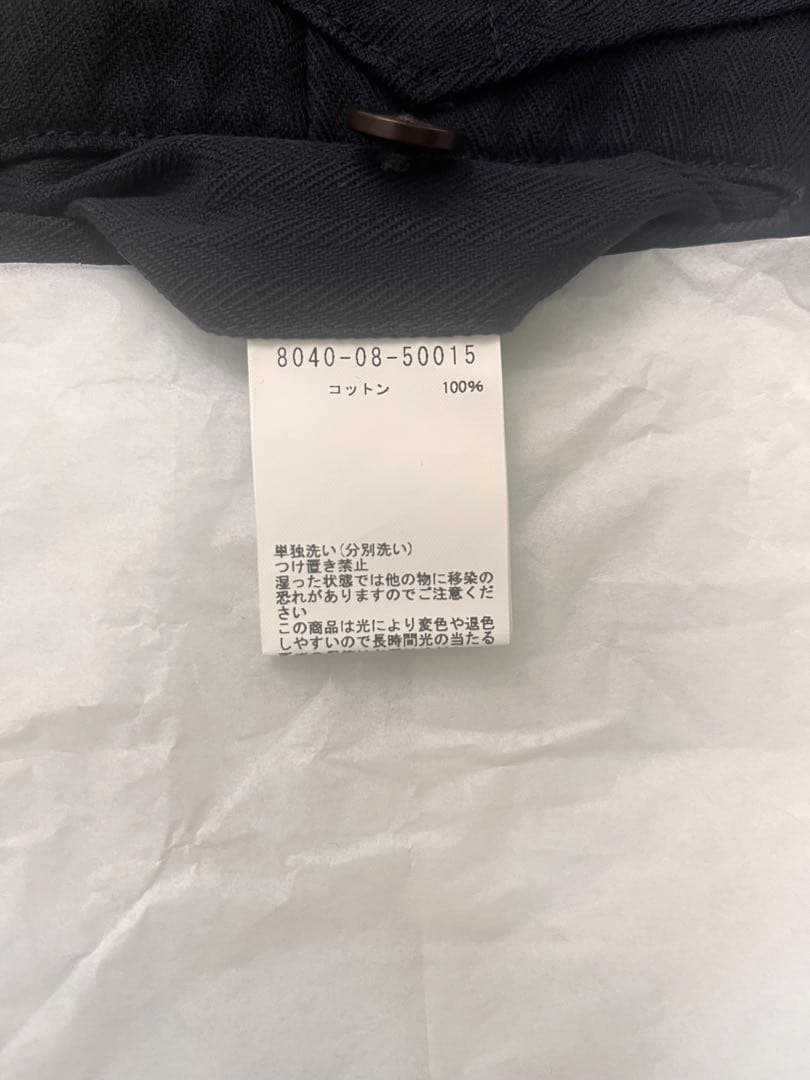 8040-08-50015
コットン 100%
単独洗い(分別洗い)
つけ置き禁止
湿った状態では他の物に移染の
恐れがありますのでご注意くだ
さい
この商品は光により変色や退色
しやすいので長時間光の当たる